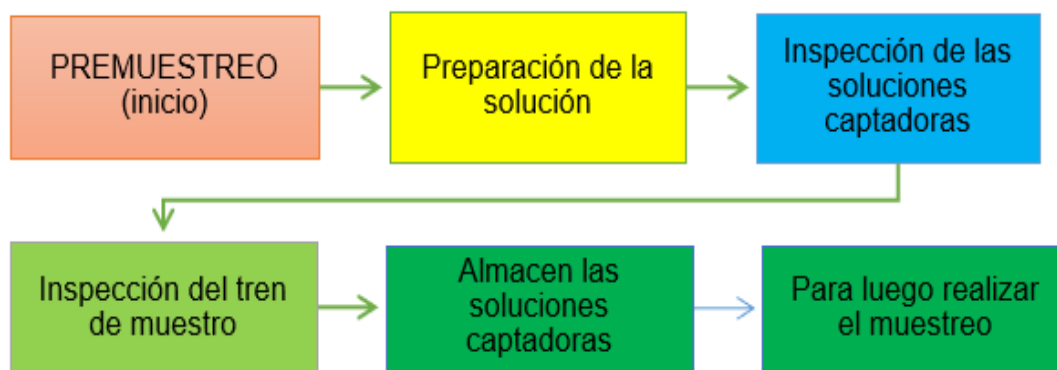 PREMUESTREO
(inicio)
Preparación de la
solución
Inspección de las
soluciones
captadoras
Inspección del tren
de muestro
Almacen las
soluciones
captadoras
Para luego realizar
el muestreo